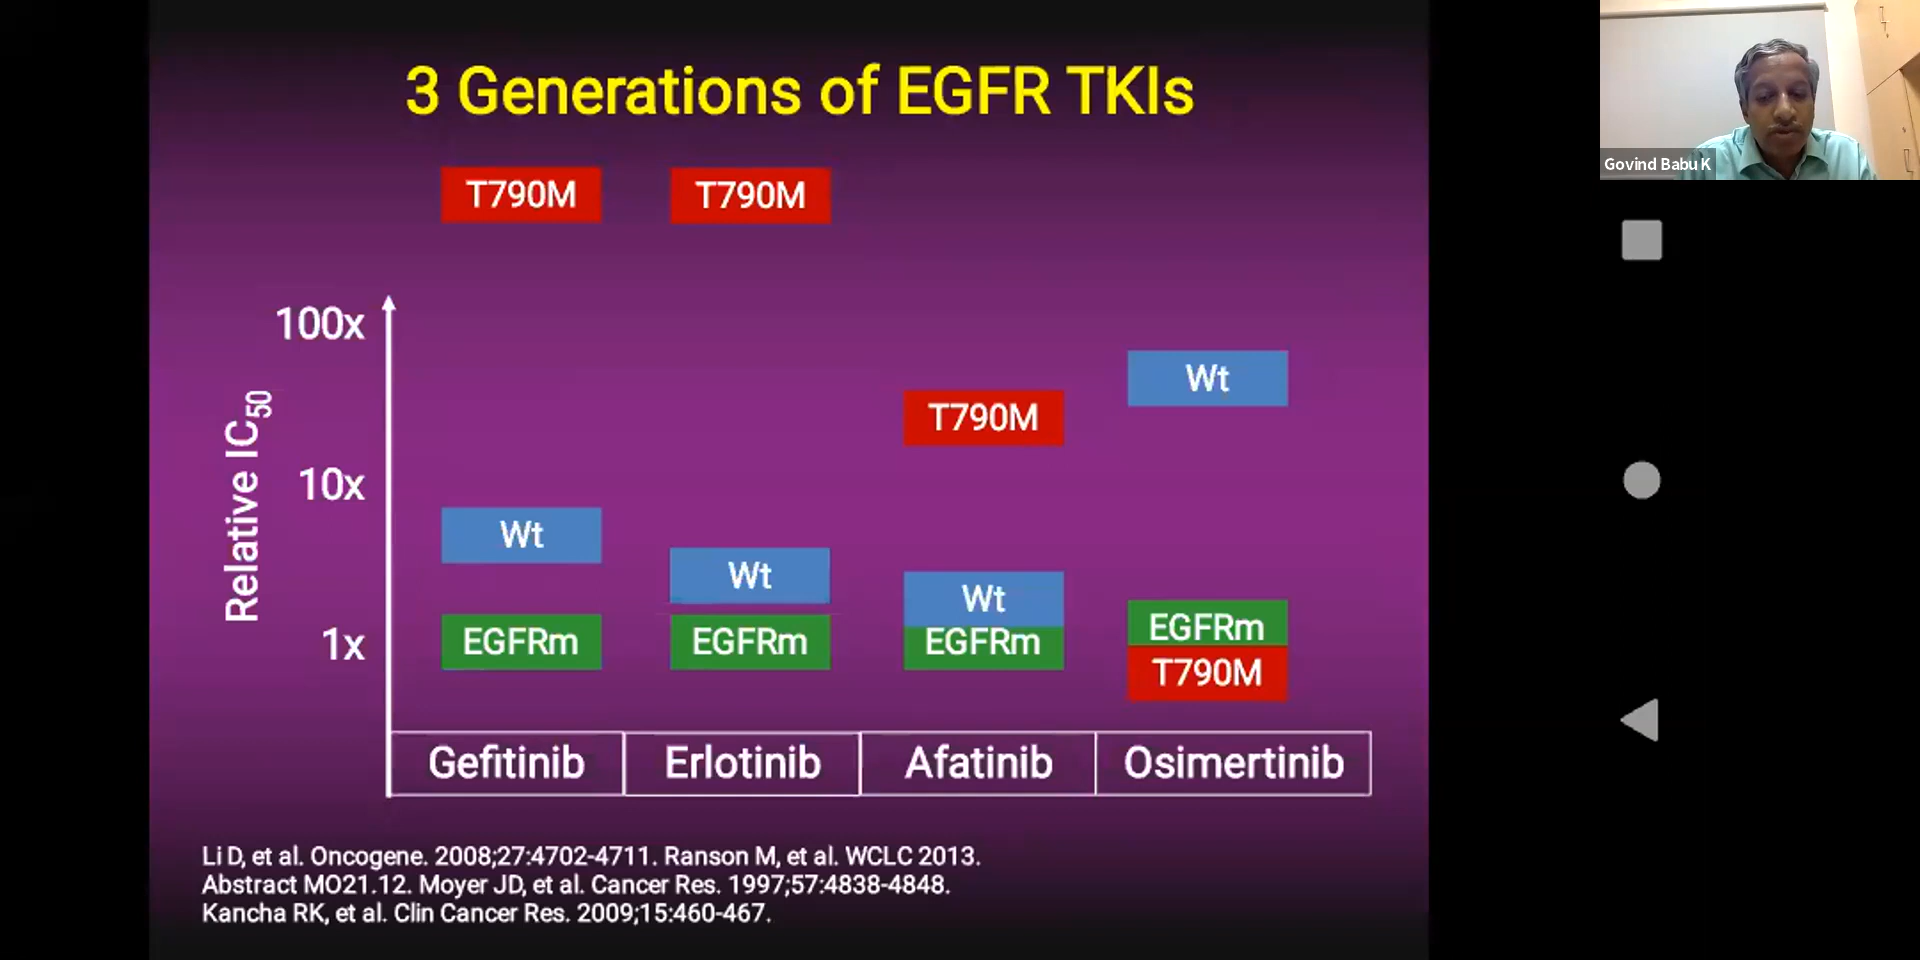 3 Generations of EGFR TKIs
Govind Babu K
T790M T790M
100x
Wt
T790M
Relative IC50
10x
Wt
Wt
Wt
EGFRm
1x
EGFRm EGFRm EGFRm
T790M
Gefitinib Erlotinib Afatinib Osimertinib
Li D, et al. Oncogene. 2008;27:4702-4711. Ranson M, et al. WCLC 2013.
Abstract MO21.12. Moyer JD, et al. Cancer Res. 1997;57:4838-4848.
Kancha RK, et al. Clin Cancer Res. 2009;15:460-467.